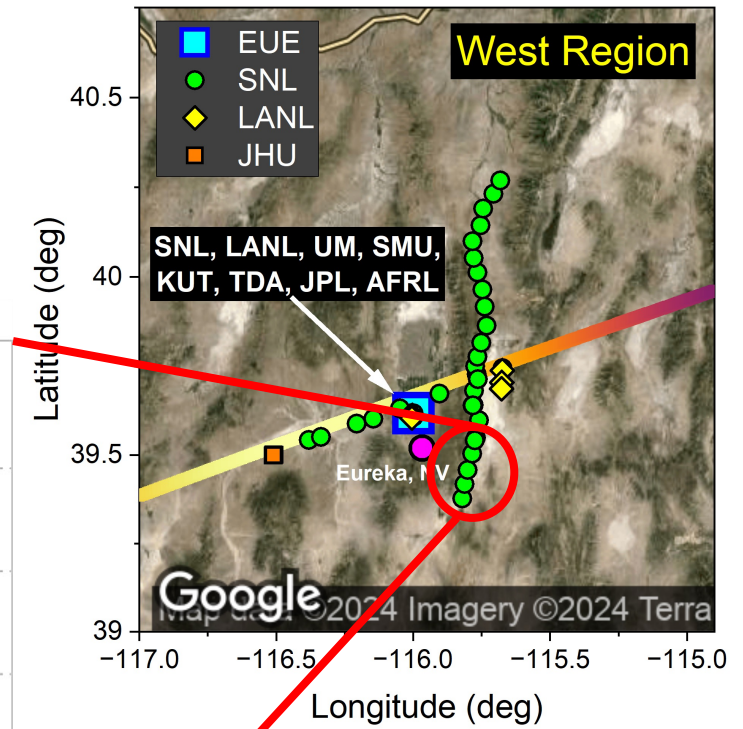 EUE
SNL
LANL
JHU
West Region
40.5
SNL, LANL, UM, SMU,
KUT, TDA, JPL, AFRL
40
Latitude (deg)
39.5
Eureka, NV
Google
Map data ©2024 Imagery ©2024 Terra
39
−117.0
−116.5
−116.0
−115.5
−115.0
Longitude (deg)